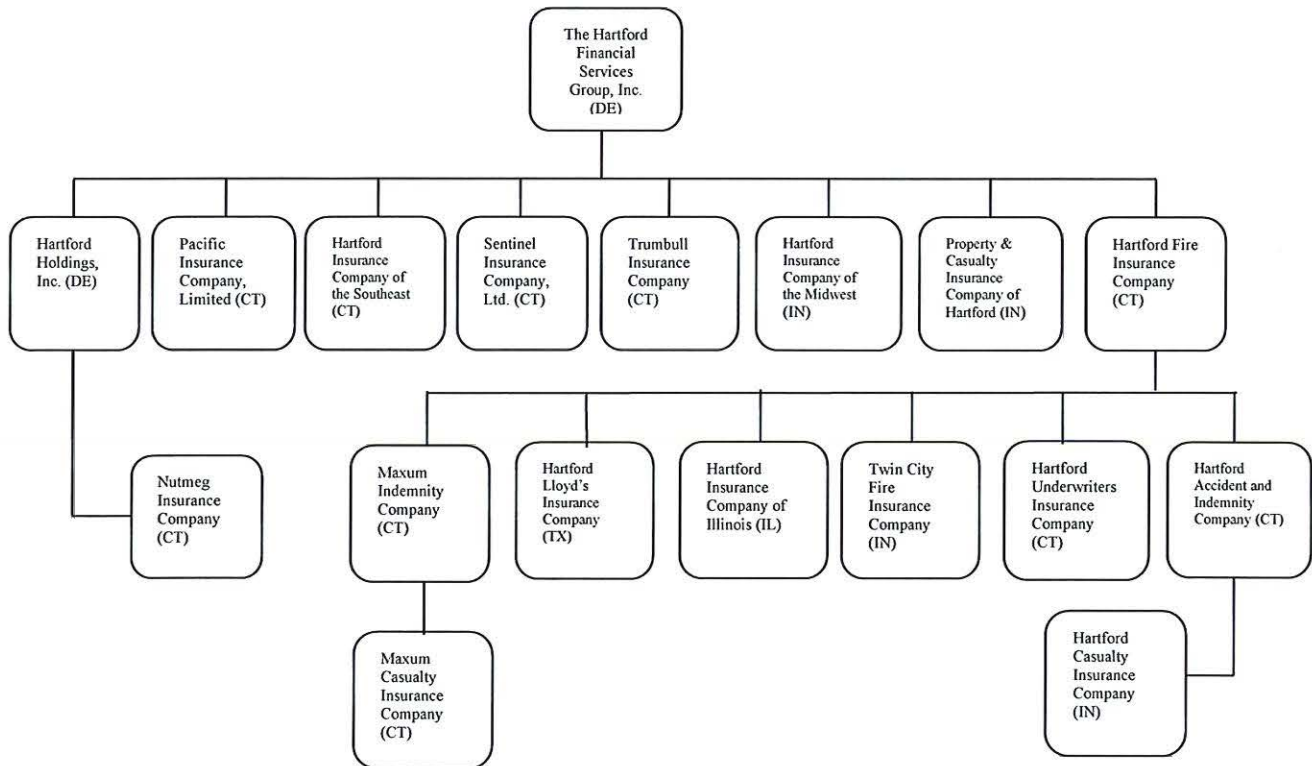 The Hartford
Financial
Services
Group, Inc.
(DE)
Hartford
Holdings,
Inc. (DE)
Pacific
Insurance
Company,
Limited (CT)
Hartford
Insurance
Company of
the Southeast
(CT)
Sentinel
Insurance
Company,
Ltd. (CT)
Trumbull
Insurance
Company
(CT)
Hartford
Insurance
Company of
the Midwest
(IN)
Property &
Casualty
Insurance
Company of
Hartford (IN)
Hartford Fire
Insurance
Company
(CT)
Nutmeg
Insurance
Company
(CT)
Maxum
Indemnity
Company
(CT)
Hartford
Lloyd's
Insurance
Company
(TX)
Hartford
Insurance
Company of
Illinois (IL)
Twin City
Fire
Insurance
Company
(IN)
Hartford
Underwriters
Insurance
Company
(CT)
Hartford
Accident and
Indemnity
Company (CT)
Maxum
Casualty
Insurance
Company
(CT)
Hartford
Casualty
Insurance
Company
(IN)